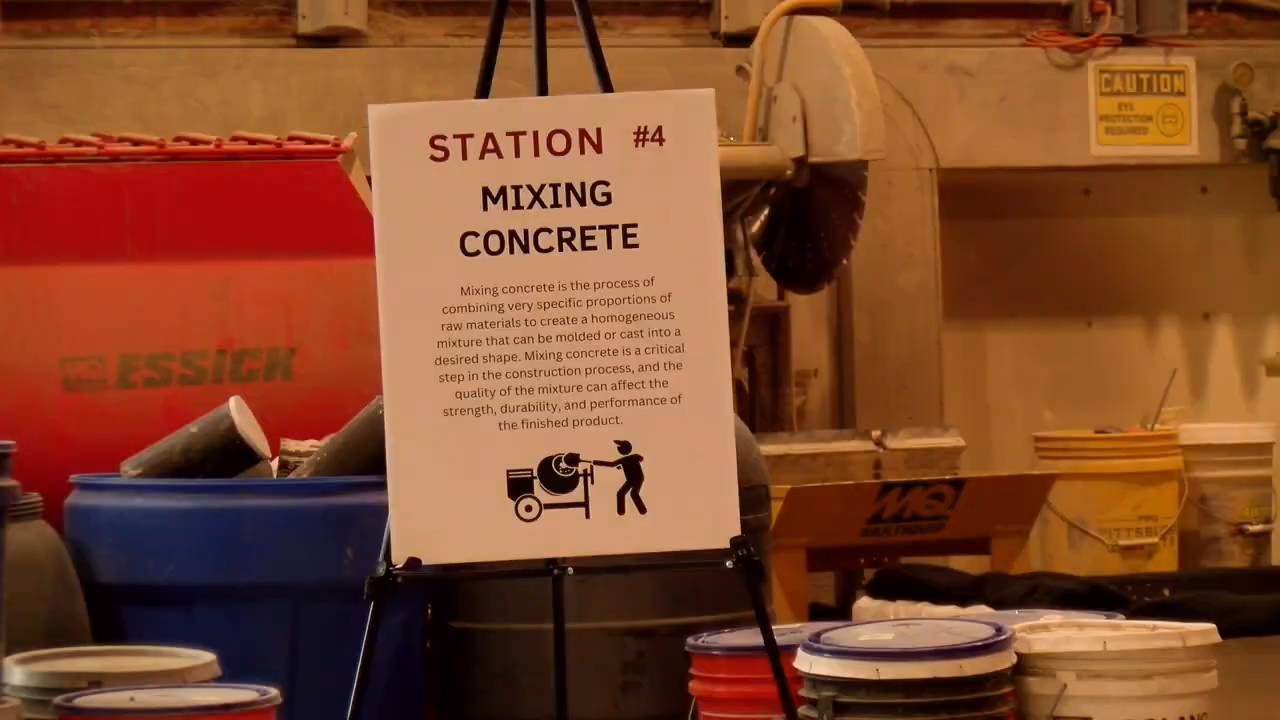 STATION #4
MIXING
CONCRETE
Mixing concrete is the process of
combining very specific proportions of
raw materials to create a homogeneous
mixture that can be molded or cast into a
desired shape. Mixing concrete is a critical
step in the construction process, and the
quality of the mixture can affect the
strength, durability, and performance of
the finished product.
CAUTION
EYE
PROTECTION
REQUIRED
MQ ESSICK
MQ
MULTIQUIP